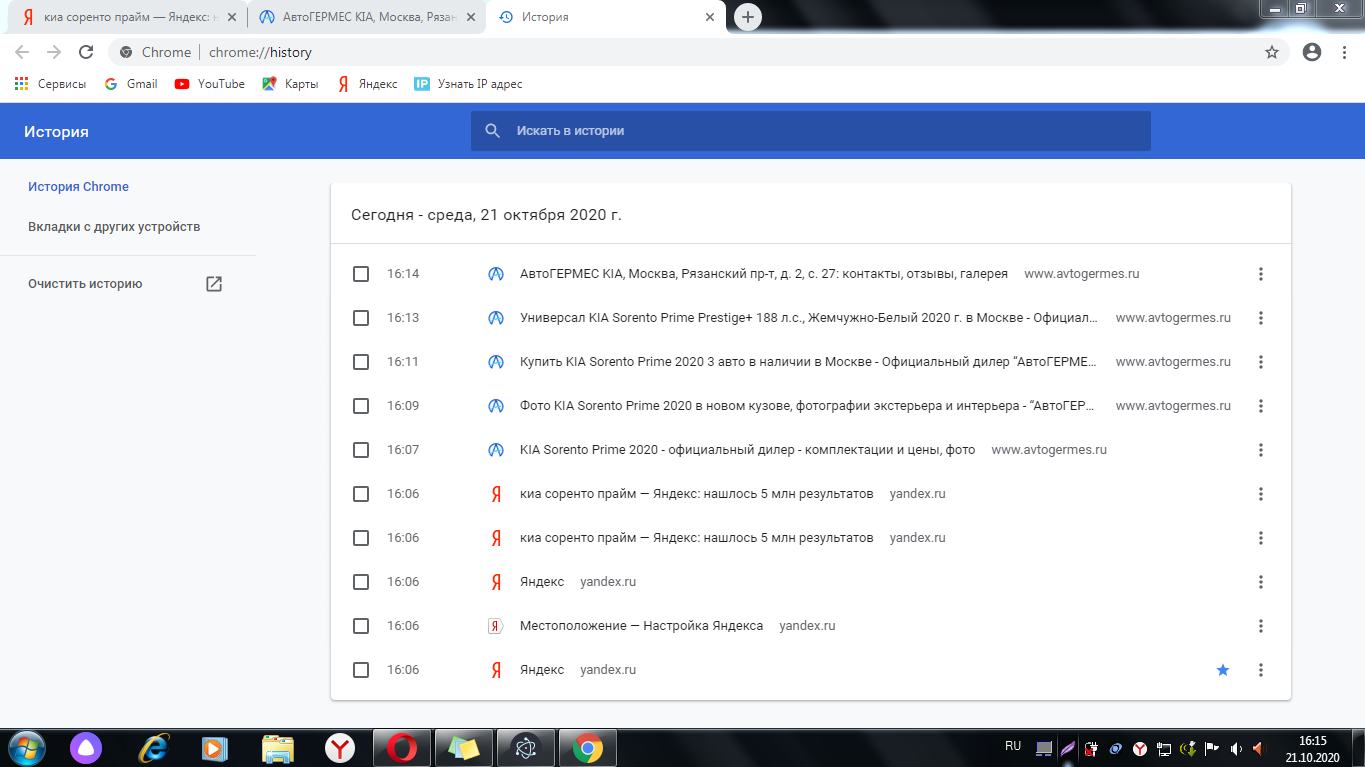 киа соренто прайм — Яндекс: н
АвтоГЕРМЕС KIA, Москва, Рязан
История
Chrome
chrome://history
Сервисы
Gmail
YouTube
Карты
Яндекс
IP
Узнать IP адрес
История
Искать в истории
История Chrome
Вкладки с других устройств
Очистить историю
Сегодня - среда, 21 октября 2020 г.
16:14 АвтоГЕРМЕС KIA, Москва, Рязанский пр-т, д. 2, с. 27: контакты, отзывы, галерея www.avtogermes.ru
16:13 Универсал KIA Sorento Prime Prestige+ 188 л.с., Жемчужно-Белый 2020 г. в Москве - Официал... www.avtogermes.ru
16:11 Купить KIA Sorento Prime 2020 3 авто в наличии в Москве - Официальный дилер “АвтоГЕРМЕ... www.avtogermes.ru
16:09 Фото KIA Sorento Prime 2020 в новом кузове, фотографии экстерьера и интерьера - “АвтоГЕР... www.avtogermes.ru
16:07 KIA Sorento Prime 2020 - официальный дилер - комплектации и цены, фото www.avtogermes.ru
16:06 Я киа соренто прайм — Яндекс: нашлось 5 млн результатов yandex.ru
16:06 Я киа соренто прайм — Яндекс: нашлось 5 млн результатов yandex.ru
16:06 Я Яндекс yandex.ru
16:06 Я Местоположение — Настройка Яндекса yandex.ru
16:06 Я Яндекс yandex.ru
RU
16:15
21.10.2020